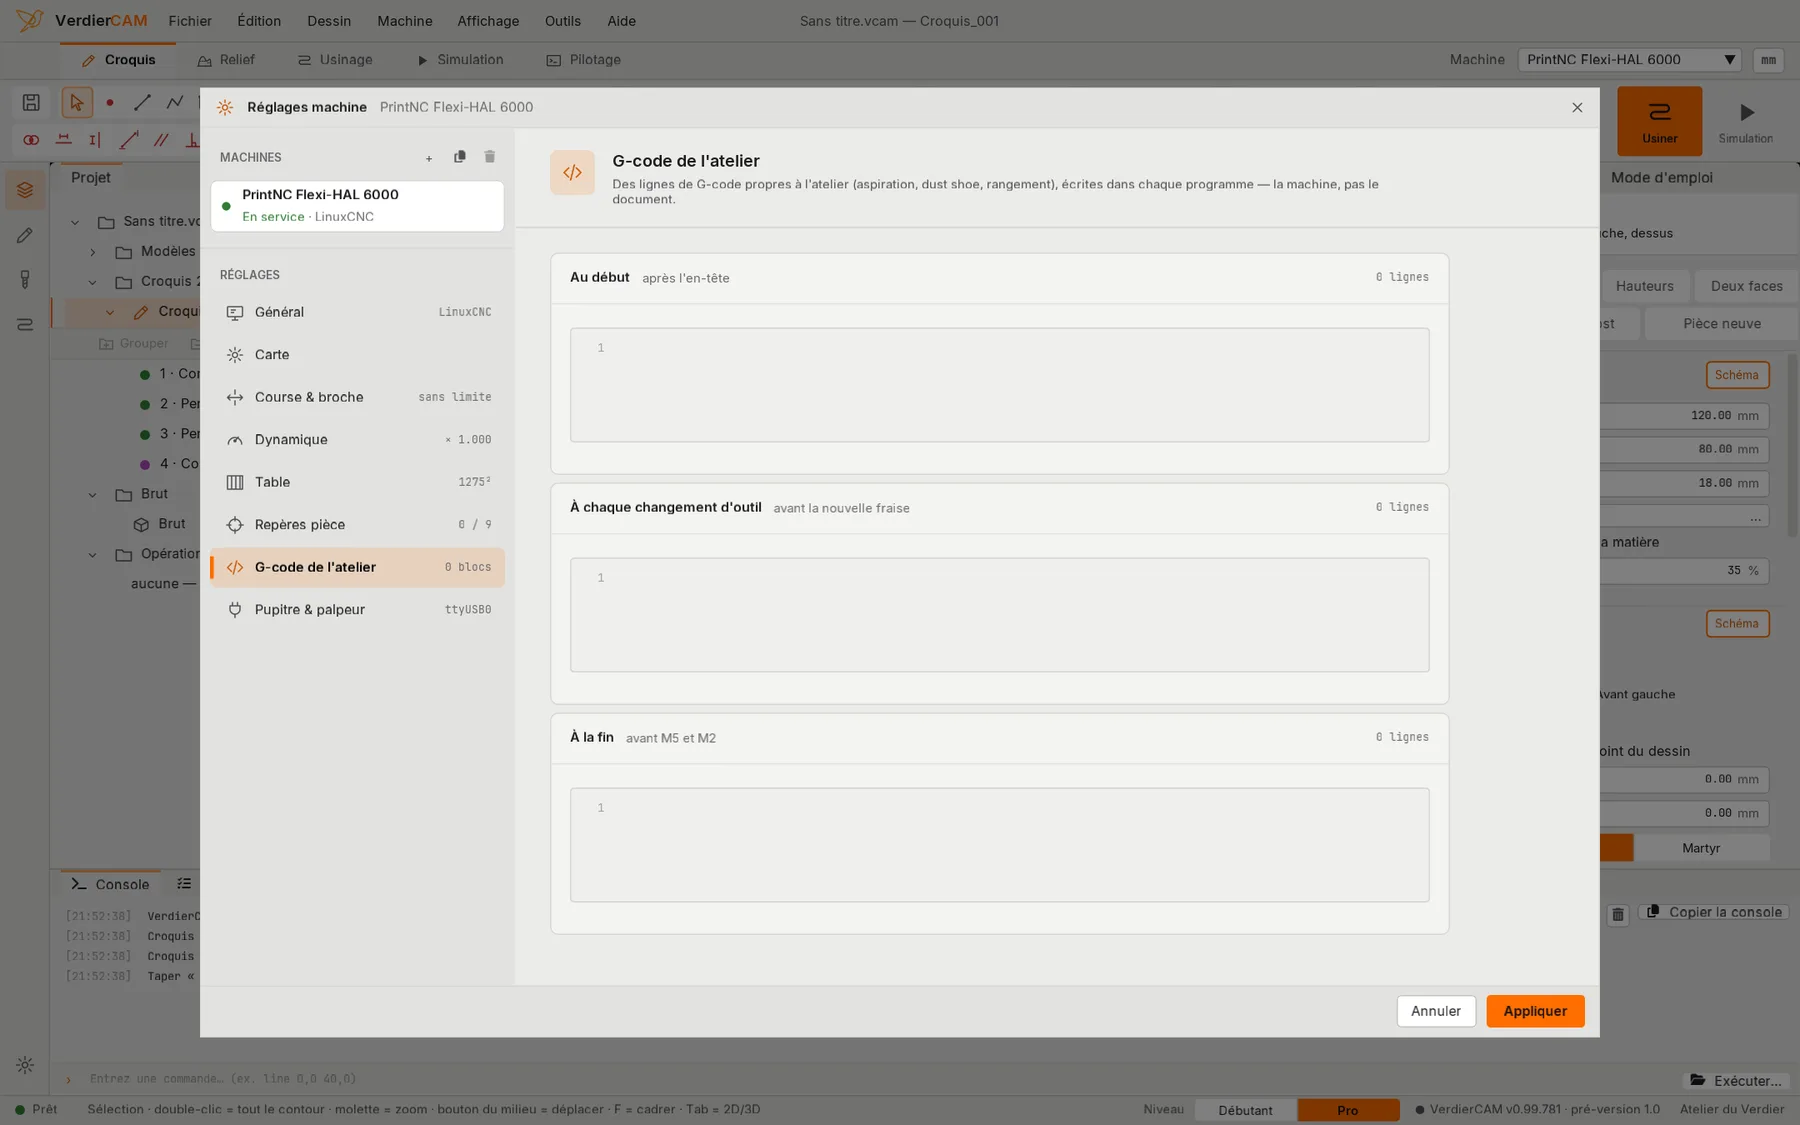 VerdierCAM Fichier Édition Dessin Machine Affichage Outils Aide Sans titre.vcam — Croquis_001
Croquis Relief Usinage Simulation Pilotage Machine PrintNC Flexi-HAL 6000 mm
Réglages machine PrintNC Flexi-HAL 6000
Usiner Simulation
Projet
Mode d'emploi
MACHINES
PrintNC Flexi-HAL 6000
En service · LinuxCNC
G-code de l'atelier
Des lignes de G-code propres à l'atelier (aspiration, dust shoe, rangement), écrites dans chaque programme — la machine, pas le
document.
Sans titre.vc
Modèles
Croquis 2
Croqui
Grouper
1 · Con
2 · Per
3 · Per
4 · Co
Brut
Brut
Opération
aucune —
RÉGLAGES
Général LinuxCNC
Carte
Course & broche sans limite
Dynamique × 1.000
Table 1275²
Repères pièce 0 / 9
G-code de l'atelier 0 blocs
Pupitre & palpeur ttyUSB0
Au début après l'en-tête 0 lignes
1
À chaque changement d'outil avant la nouvelle fraise 0 lignes
1
À la fin avant M5 et M2 0 lignes
1
che, dessus
Hauteurs Deux faces
ost Pièce neuve
Schéma
120.00 mm
80.00 mm
18.00 mm
...
a matière
35 %
Schéma
Avant gauche
oint du dessin
0.00 mm
0.00 mm
Martyr
Console
[21:52:38] VerdierC
[21:52:38] Croquis
[21:52:38] Croquis
[21:52:38] Taper «
Copier la console
Annuler Appliquer
Entrez une commande… (ex. line 0,0 40,0)
Exécuter...
Prêt Sélection · double-clic = tout le contour · molette = zoom · bouton du milieu = déplacer · F = cadrer · Tab = 2D/3D Niveau Débutant Pro VerdierCAM v0.99.781 · pré-version 1.0 Atelier du Verdier